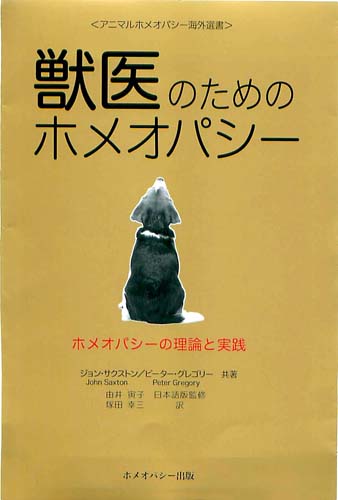 ＜アニマルホメオパシー海外選書＞
獣医のための
ホメオパシー
ホメオパシーの理論と実践
ジョン・サクストン／ピーター・グレゴリー 共著
John Saxton Peter Gregory
由井 寅子 日本語版監修
塚田 幸三 訳
ホメオパシー出版